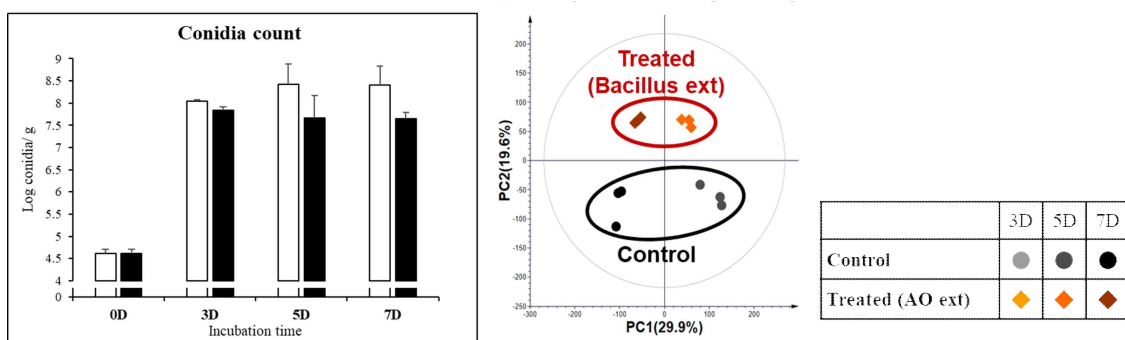 Conidia count
Log conidia/ g
9
8.5
8
7.5
7
6.5
6
5.5
5
4.5
4
0
0D
3D
5D
7D
Incubation time
Treated
(Bacillus ext)
Control
PC2(19.6%)
200
150
100
50
0
-50
-100
-150
-200
-250
-300
-200
-100
0
100
200
PC1(29.9%)
3D 5D 7D
Control
Treated (AO ext)